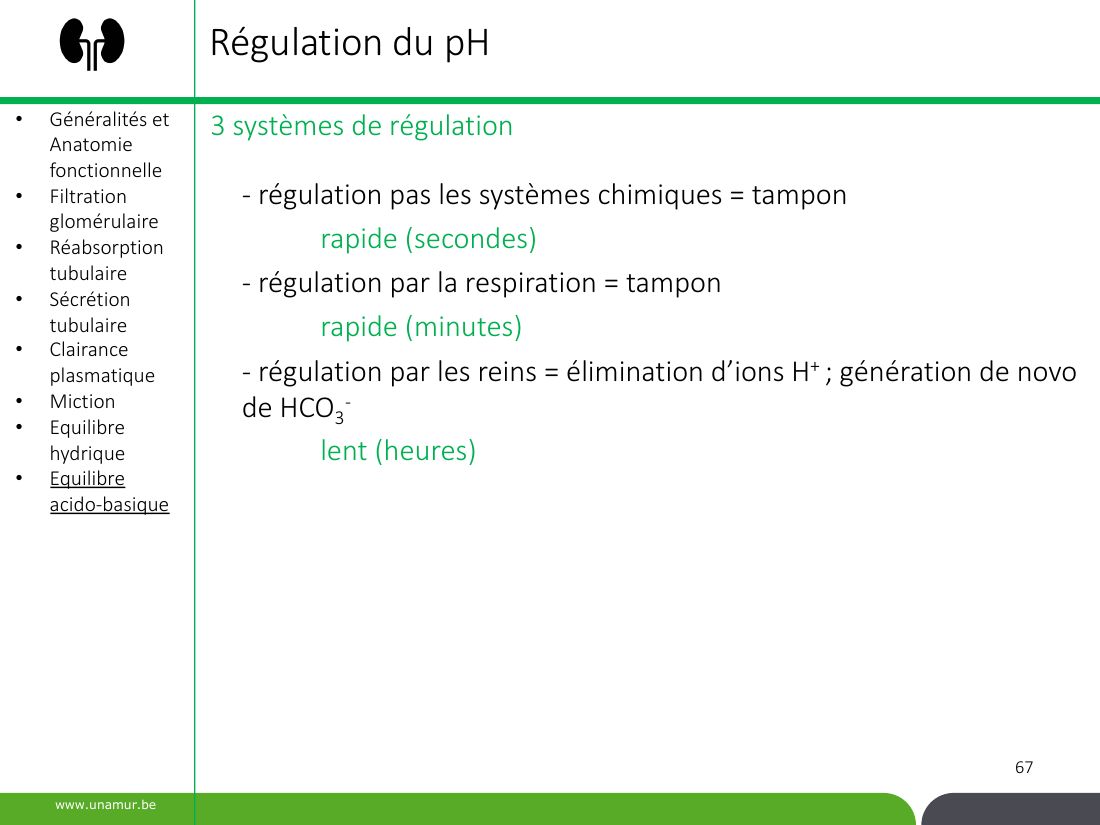 Régulation du pH
• Généralités et
Anatomie
fonctionnelle
• Filtration
glomérulaire
• Réabsorption
tubulaire
• Sécrétion
tubulaire
• Clairance
plasmatique
• Miction
• Equilibre
hydrique
• Equilibre
acido-basique
3 systèmes de régulation
- régulation pas les systèmes chimiques = tampon
rapide (secondes)
- régulation par la respiration = tampon
rapide (minutes)
- régulation par les reins = élimination d’ions H⁺ ; génération de novo
de HCO₃⁻
lent (heures)
67
www.unamur.be